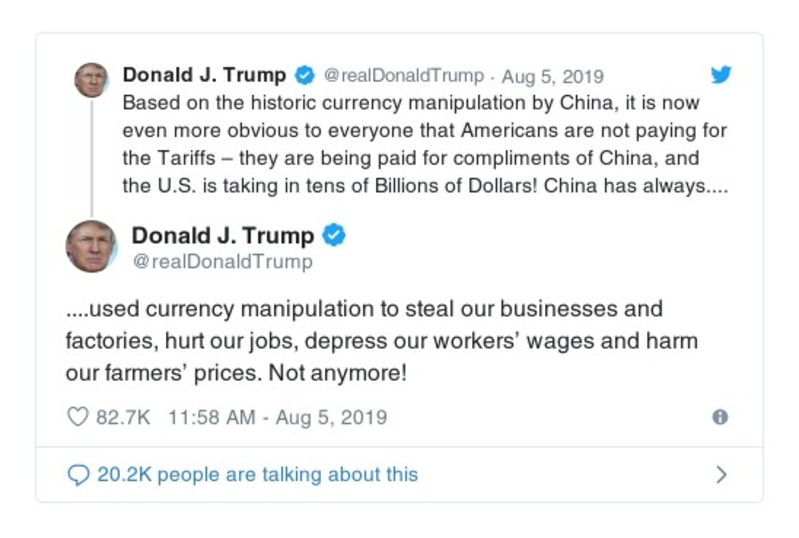 Donald J. Trump @realDonaldTrump · Aug 5, 2019
Based on the historic currency manipulation by China, it is now
even more obvious to everyone that Americans are not paying for
the Tariffs – they are being paid for compliments of China, and
the U.S. is taking in tens of Billions of Dollars! China has always....
Donald J. Trump
@realDonaldTrump
....used currency manipulation to steal our businesses and
factories, hurt our jobs, depress our workers’ wages and harm
our farmers’ prices. Not anymore!
82.7K 11:58 AM - Aug 5, 2019
20.2K people are talking about this